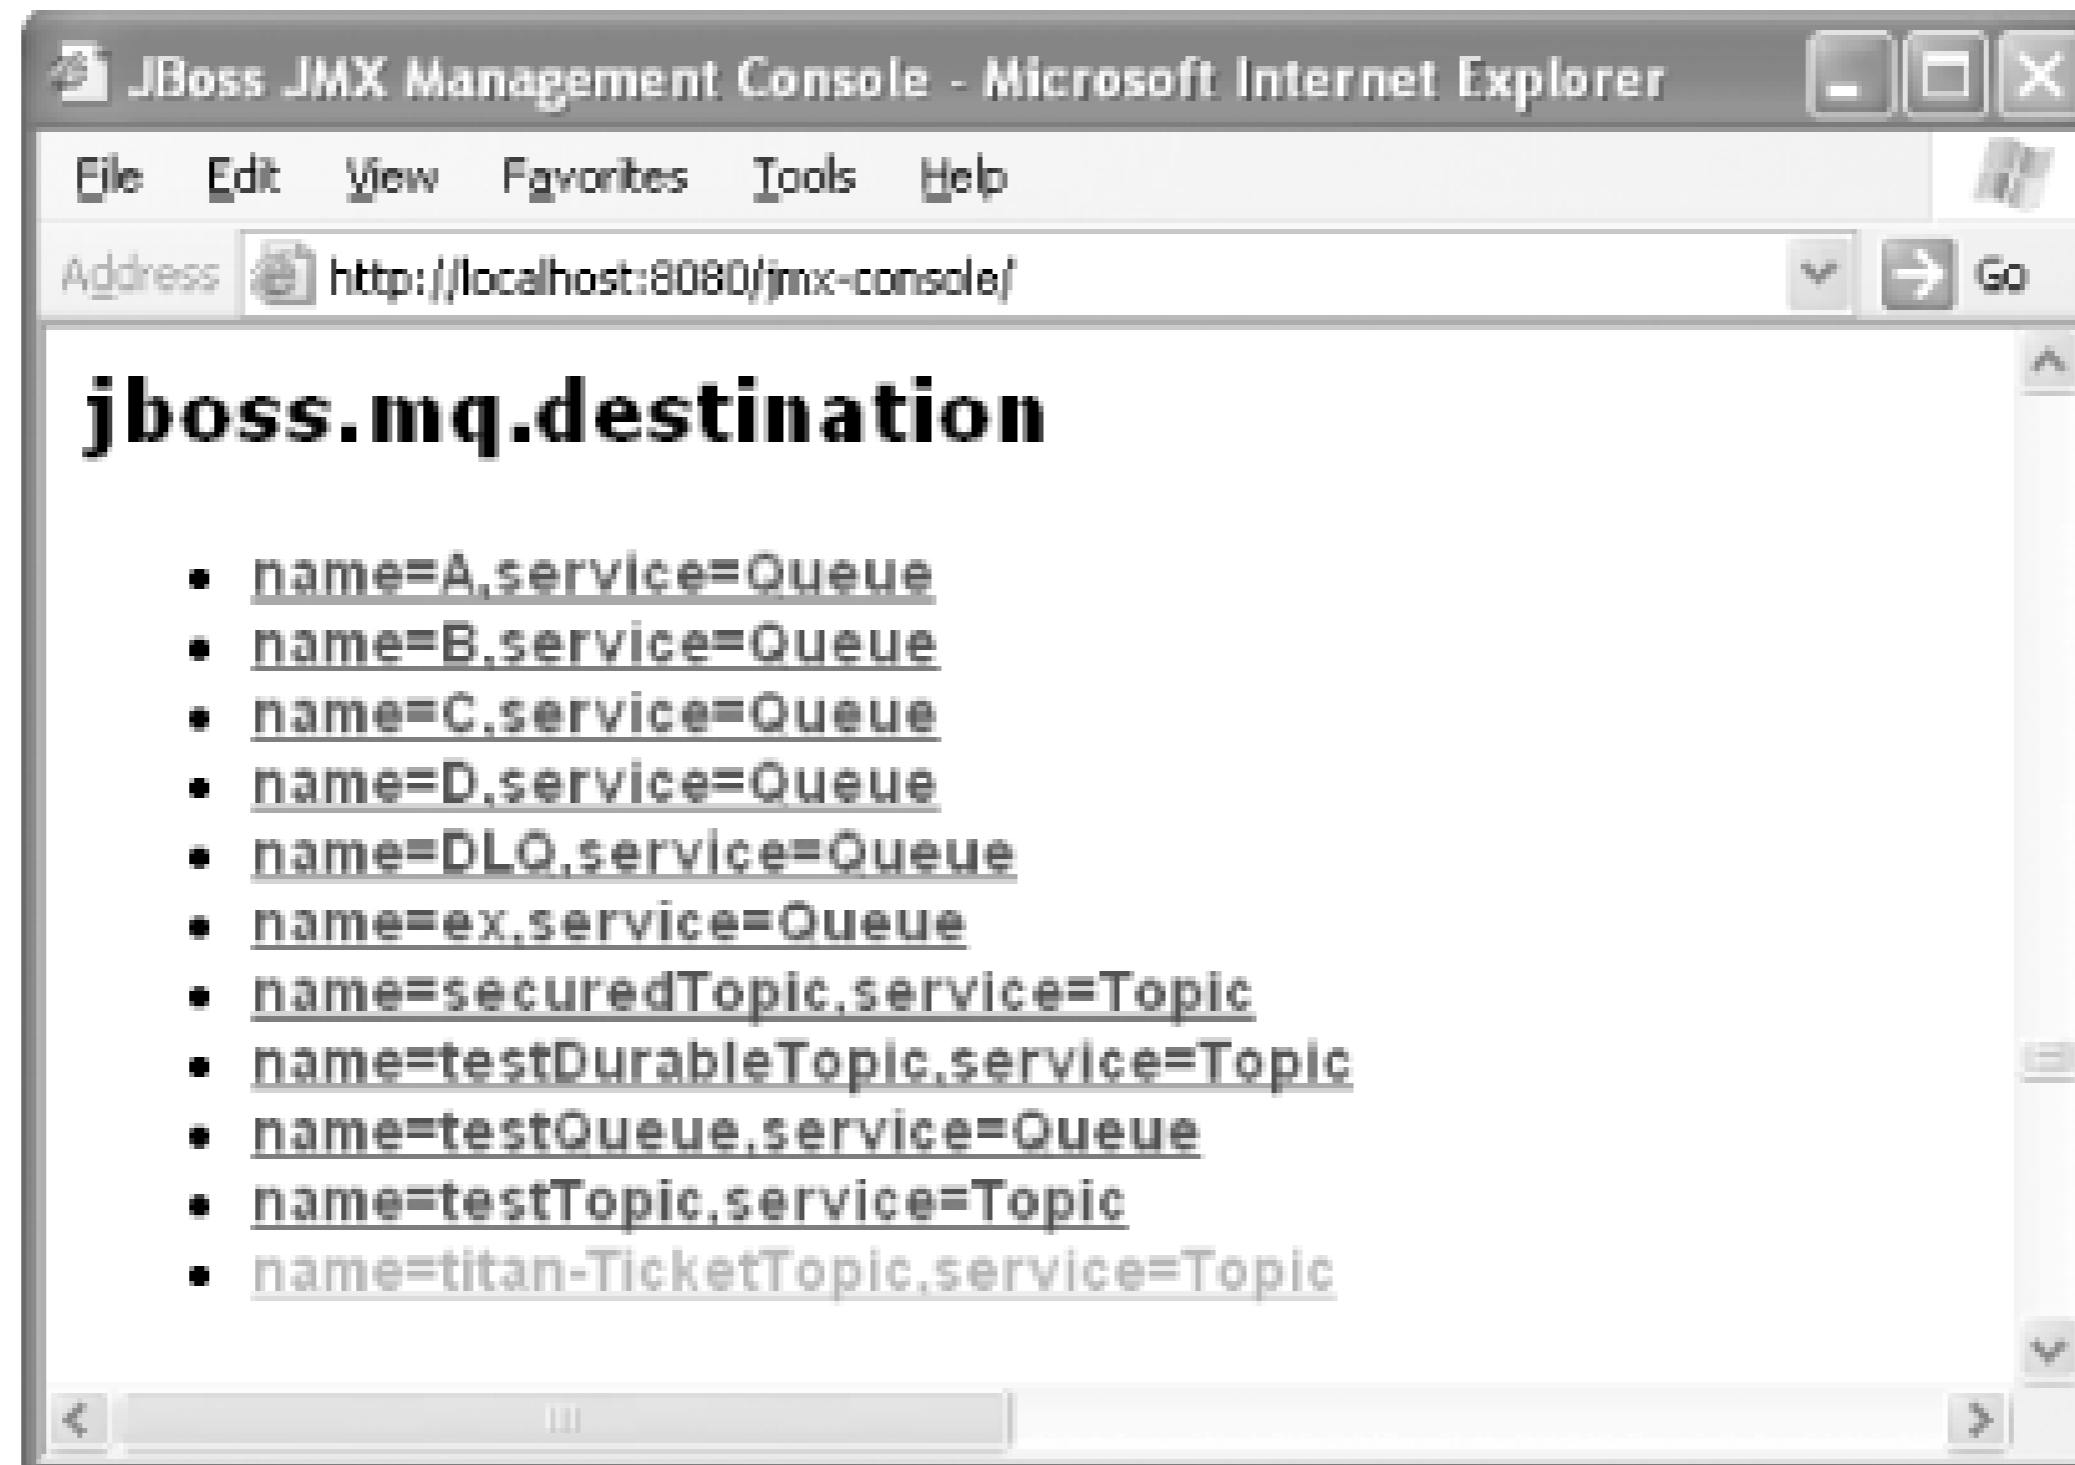 JBoss JMX Management Console - Microsoft Internet Explorer
File Edit View Favorites Tools Help
Address http://localhost:8080/jmx-console/ Go
jboss.mq.destination
name=A,service=Queue
name=B,service=Queue
name=C,service=Queue
name=D,service=Queue
name=DLQ,service=Queue
name=ex,service=Queue
name=securedTopic,service=Topic
name=testDurableTopic,service=Topic
name=testQueue,service=Queue
name=testTopic,service=Topic
name=titan-TicketTopic,service=Topic